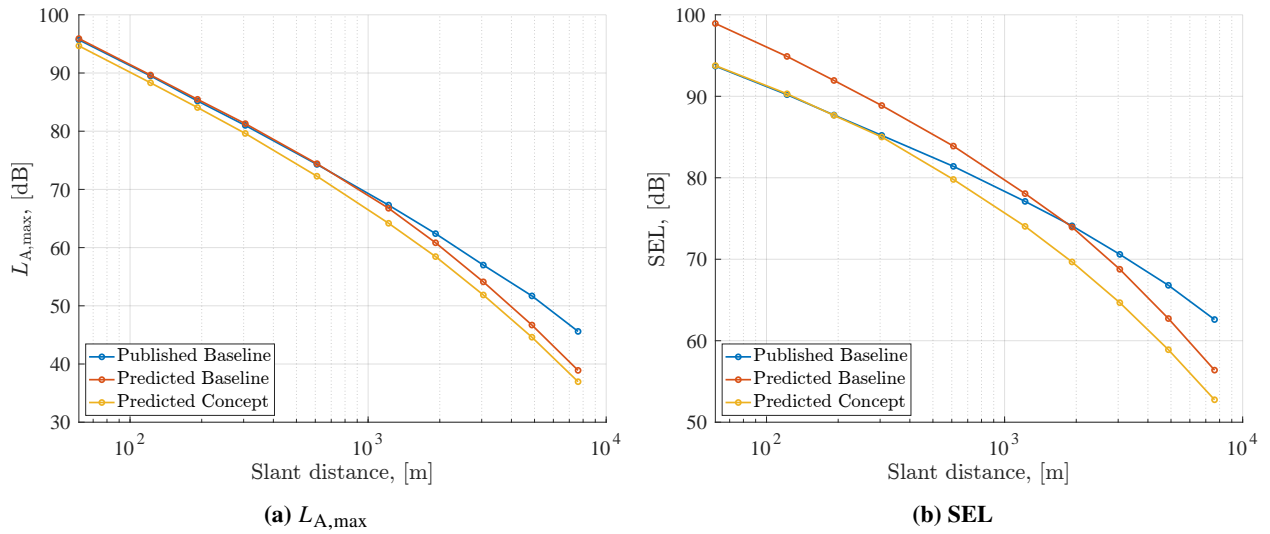 100
90
80
70
60
50
40
30
L_A,max, [dB]
Published Baseline
Predicted Baseline
Predicted Concept
10^2
10^3
10^4
Slant distance, [m]
(a) L_A,max
100
90
80
70
60
50
SEL, [dB]
Published Baseline
Predicted Baseline
Predicted Concept
10^2
10^3
10^4
Slant distance, [m]
(b) SEL